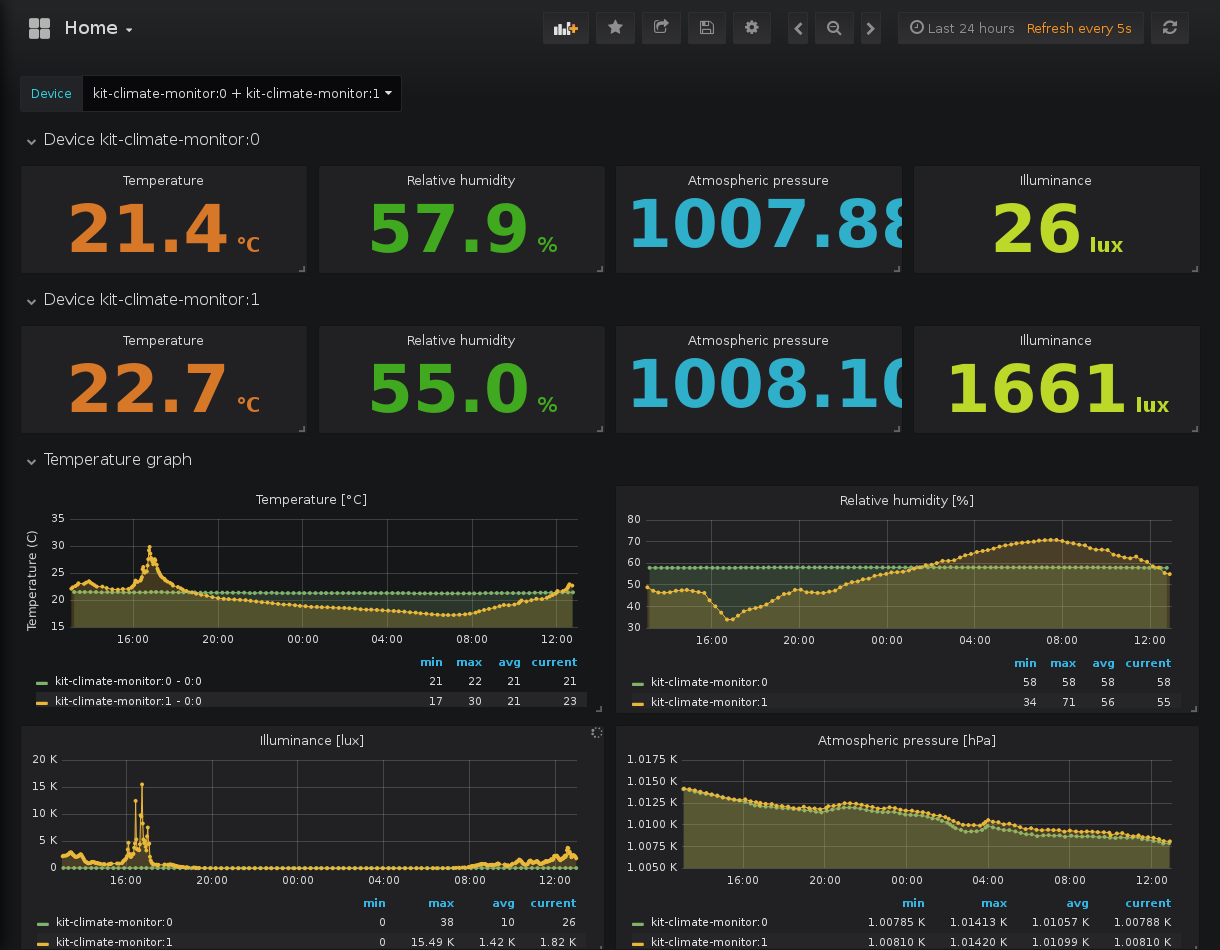 Home
Last 24 hours Refresh every 5s
Device kit-climate-monitor:0 + kit-climate-monitor:1
Device kit-climate-monitor:0
Temperature Relative humidity Atmospheric pressure Illuminance
21.4 °C 57.9 % 1007.88 26 lux
Device kit-climate-monitor:1
Temperature Relative humidity Atmospheric pressure Illuminance
22.7 °C 55.0 % 1008.10 1661 lux
Temperature graph
Temperature [°C]
Temperature (C)
35
30
25
20
15
16:00 20:00 00:00 04:00 08:00 12:00
min max avg current
kit-climate-monitor:0 - 0:0 21 22 21 21
kit-climate-monitor:1 - 0:0 17 30 21 23
Relative humidity [%]
80
70
60
50
40
30
16:00 20:00 00:00 04:00 08:00 12:00
min max avg current
kit-climate-monitor:0 58 58 58 58
kit-climate-monitor:1 34 71 56 55
Illuminance [lux]
20 K
15 K
10 K
5 K
0
16:00 20:00 00:00 04:00 08:00 12:00
min max avg current
kit-climate-monitor:0 0 38 10 26
kit-climate-monitor:1 0 15.49 K 1.42 K 1.82 K
Atmospheric pressure [hPa]
1.0175 K
1.0150 K
1.0125 K
1.0100 K
1.0075 K
1.0050 K
16:00 20:00 00:00 04:00 08:00 12:00
min max avg current
kit-climate-monitor:0 1.00785 K 1.01413 K 1.01057 K 1.00788 K
kit-climate-monitor:1 1.00810 K 1.01420 K 1.01099 K 1.00810 K